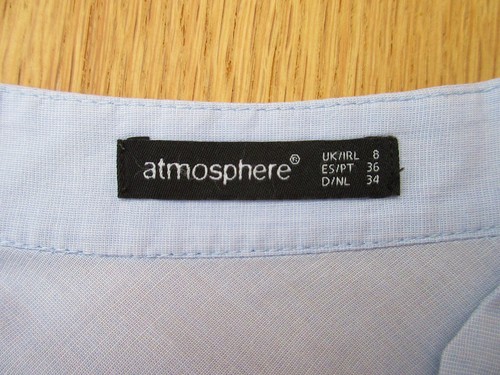 atmosphere®
UK/IRL 8
ES/PT 36
D/NL 34